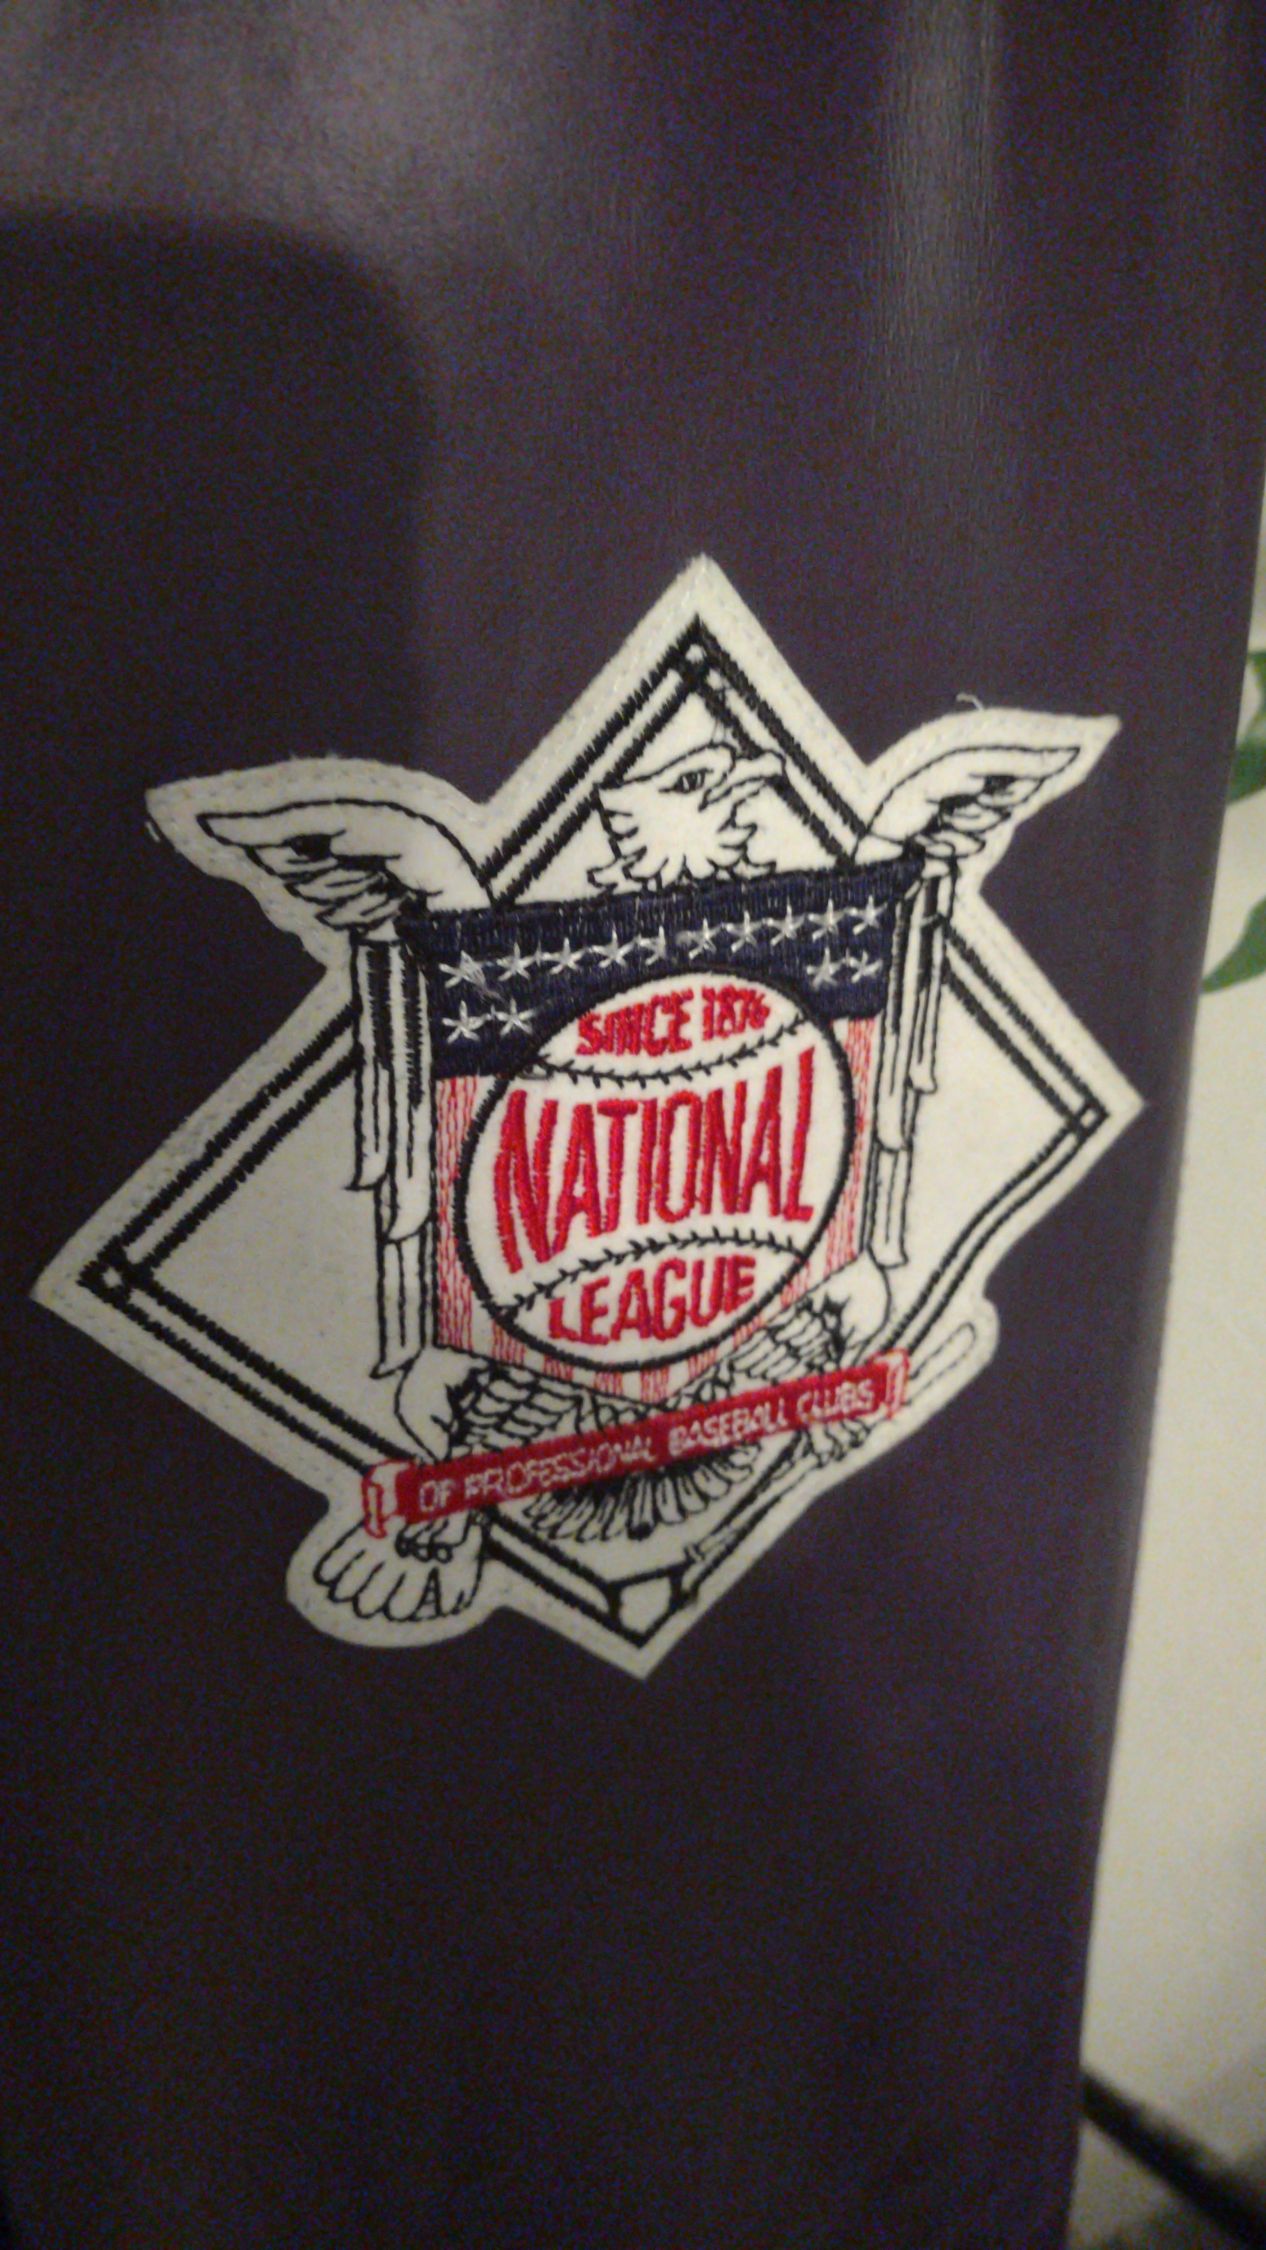 SINCE 1876
NATIONAL
LEAGUE
OF PROFESSIONAL BASEBALL CLUBS
A